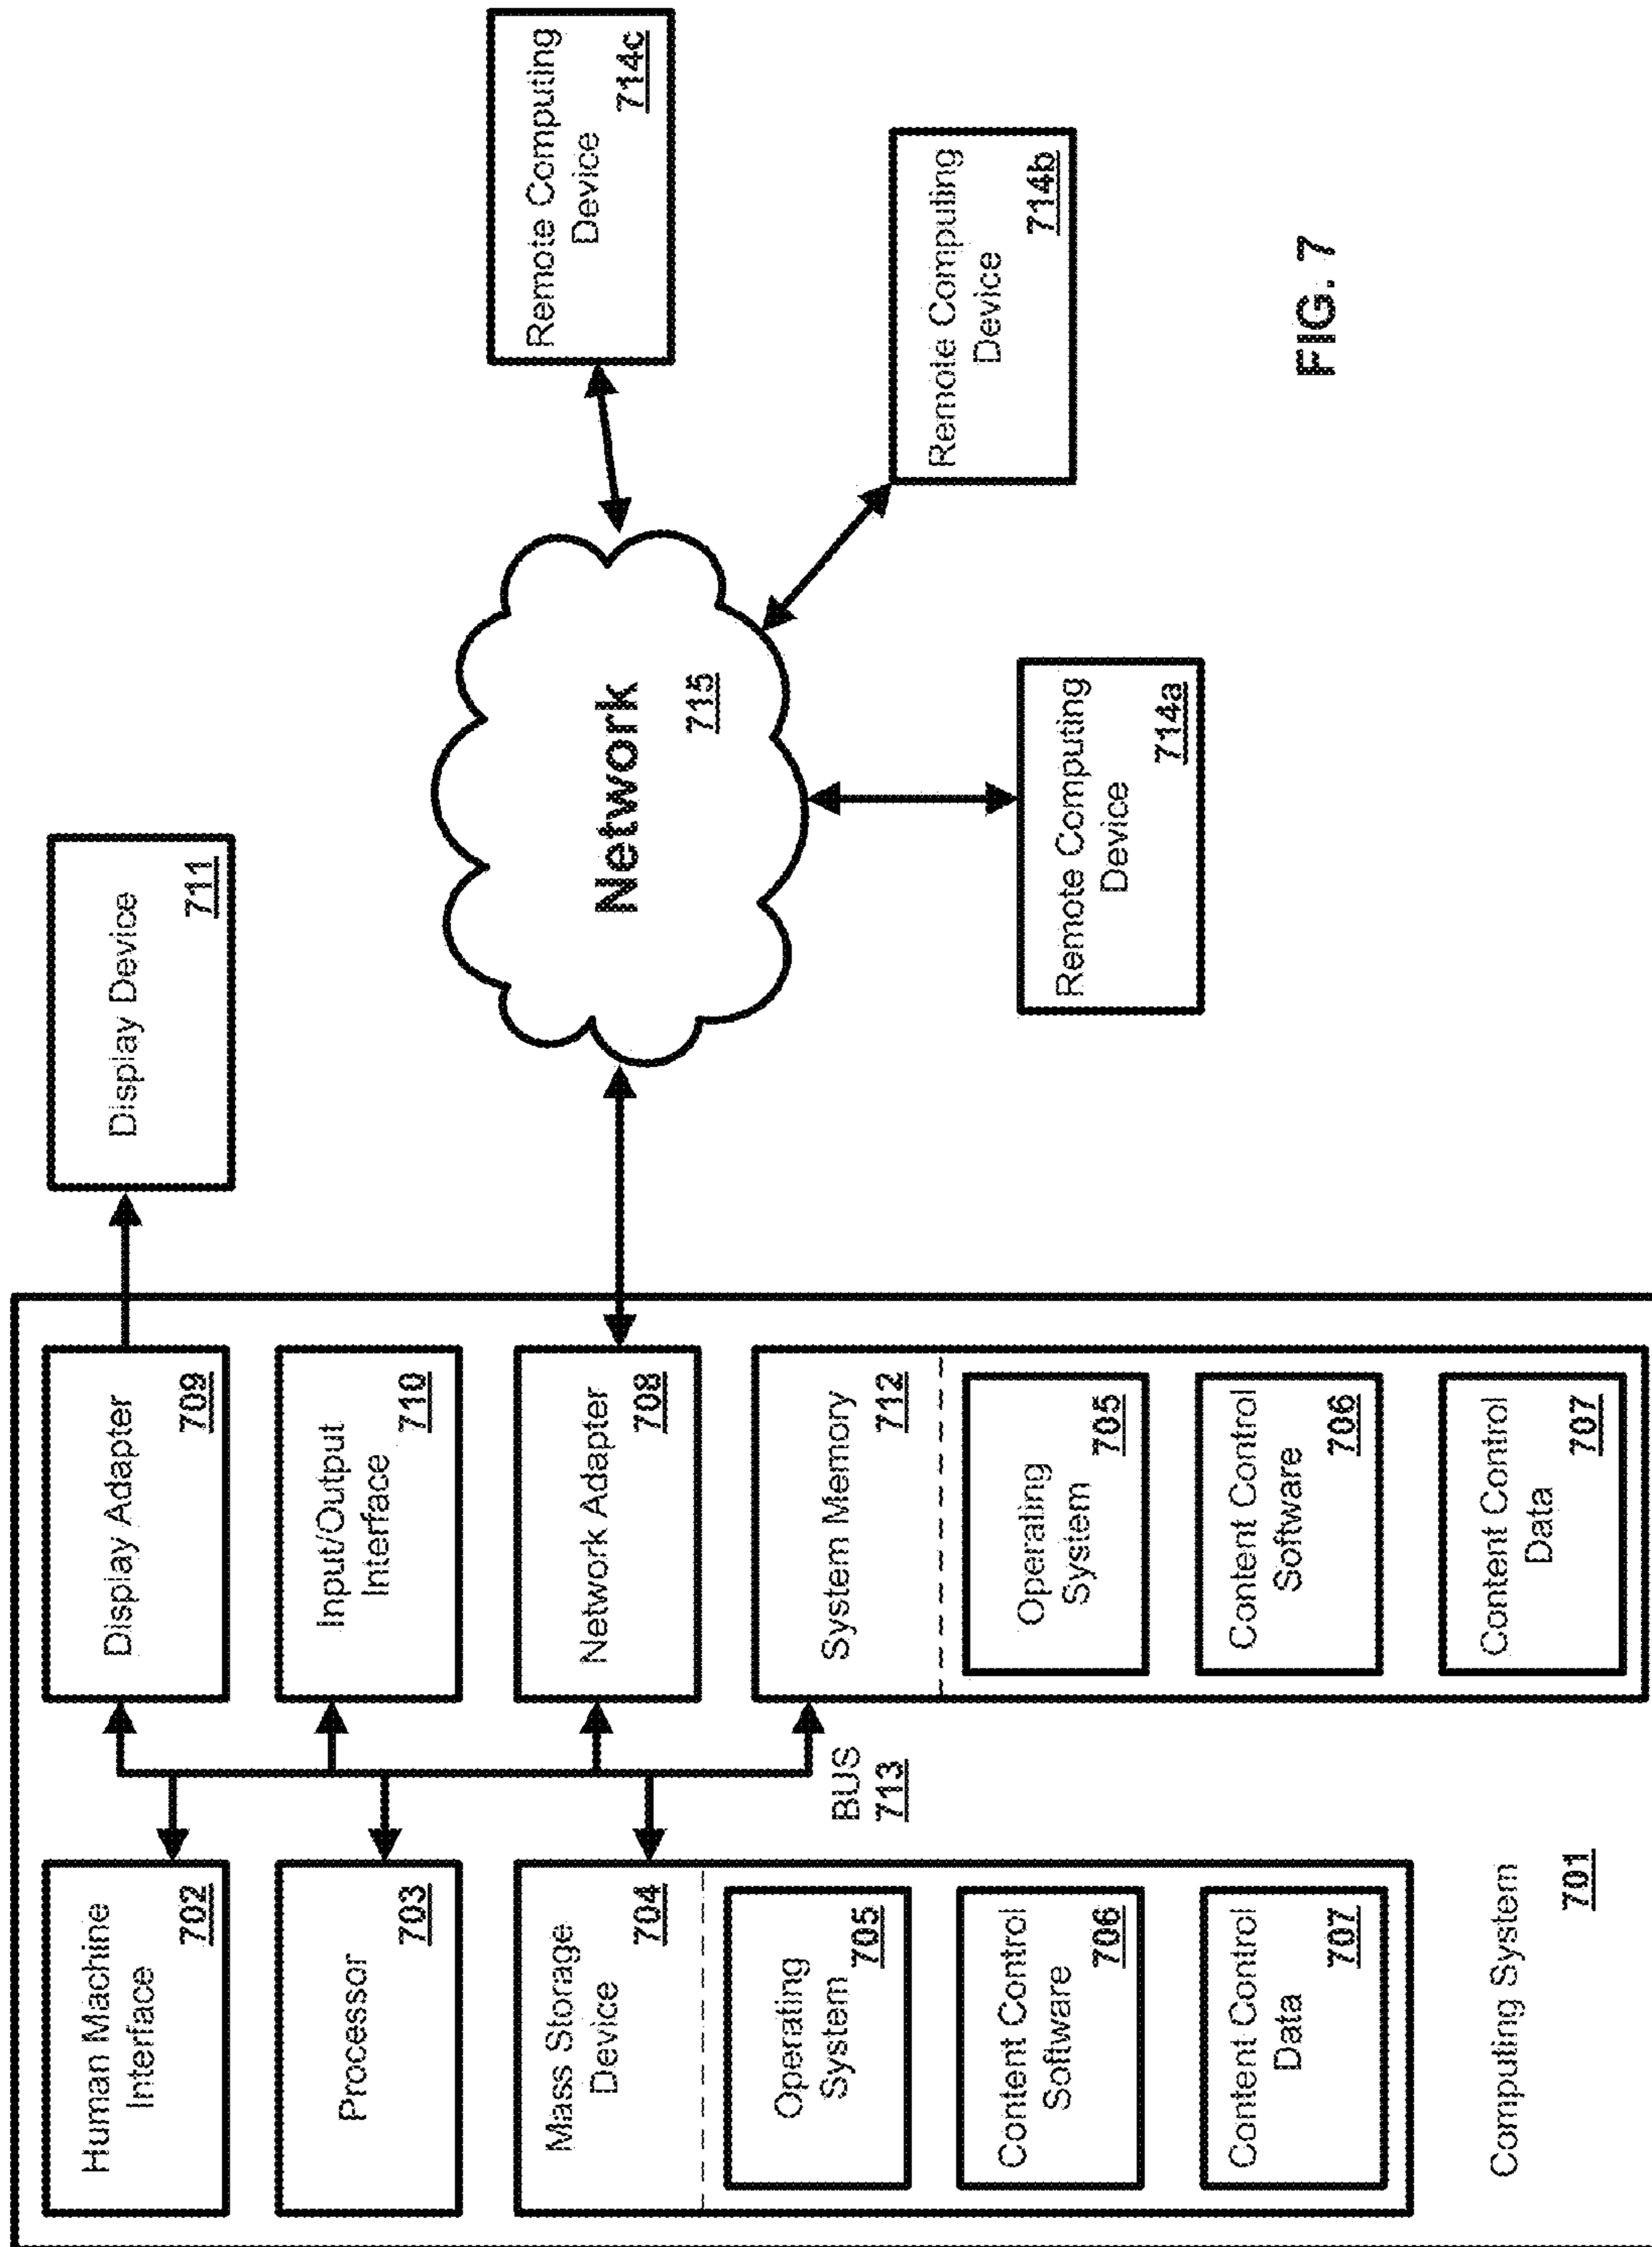 Human Machine
Interface
702
Processor
703
Mass Storage
Device
704
Operating
System
705
Content Control
Software
706
Content Control
Data
707
Computing System
701
BUS
713
Display Adapter
709
Input/Output
Interface
710
Network Adapter
708
System Memory
712
Operating
System
705
Content Control
Software
706
Content Control
Data
707
Display Device
711
Network
715
Remote Computing
Device
714a
Remote Computing
Device
714b
Remote Computing
Device
714c
FIG. 7